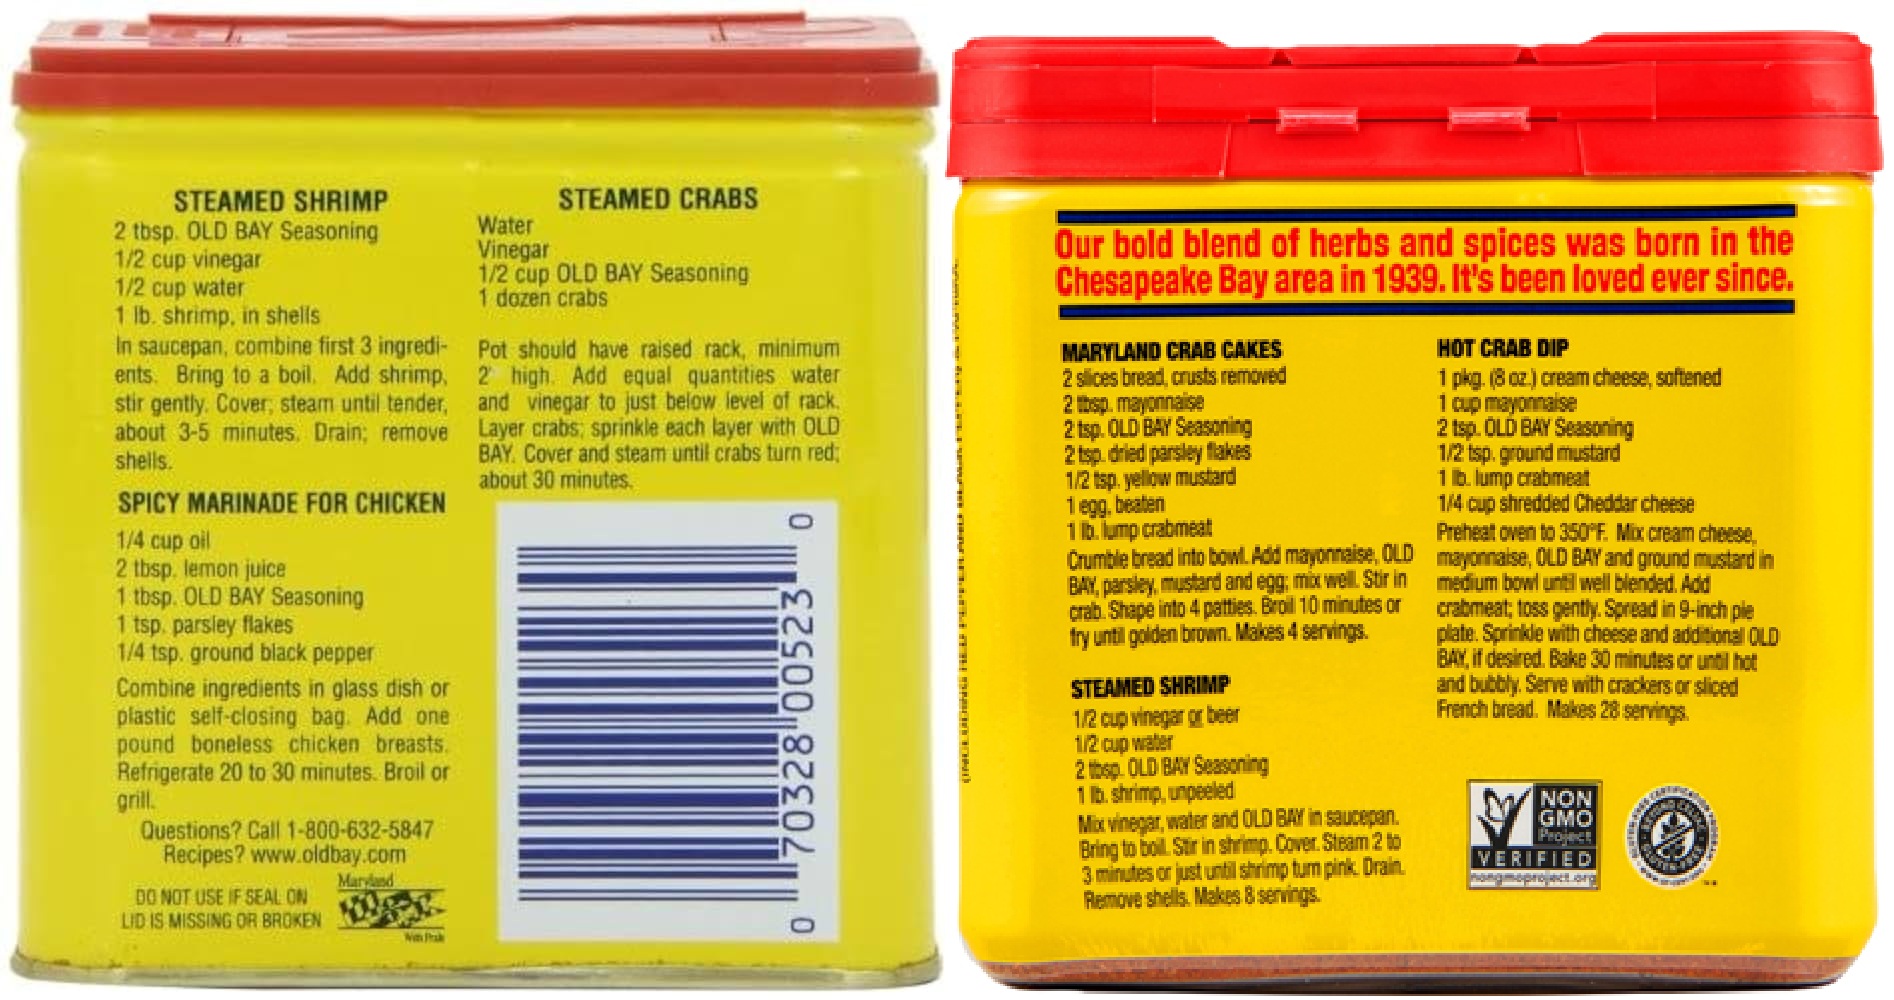 STEAMED SHRIMP
2 tbsp. OLD BAY Seasoning
1/2 cup vinegar
1/2 cup water
1 lb. shrimp, in shells
In saucepan, combine first 3 ingredi-
ents. Bring to a boil. Add shrimp,
stir gently. Cover; steam until tender,
about 3-5 minutes. Drain; remove
shells.
SPICY MARINADE FOR CHICKEN
1/4 cup oil
2 tbsp. lemon juice
1 tbsp. OLD BAY Seasoning
1 tsp. parsley flakes
1/4 tsp. ground black pepper
Combine ingredients in glass dish or
plastic self-closing bag. Add one
pound boneless chicken breasts.
Refrigerate 20 to 30 minutes. Broil or
grill.
Questions? Call 1-800-632-5847
Recipes? www.oldbay.com
DO NOT USE IF SEAL ON
LID IS MISSING OR BROKEN
Maryland
With Pride
STEAMED CRABS
Water
Vinegar
1/2 cup OLD BAY Seasoning
1 dozen crabs
Pot should have raised rack, minimum
2" high. Add equal quantities water
and vinegar to just below level of rack.
Layer crabs; sprinkle each layer with OLD
BAY. Cover and steam until crabs turn red;
about 30 minutes.
0 70328 00523 0
Our bold blend of herbs and spices was born in the
Chesapeake Bay area in 1939. It's been loved ever since.
MARYLAND CRAB CAKES
2 slices bread, crusts removed
2 tbsp. mayonnaise
2 tsp. OLD BAY Seasoning
2 tsp. dried parsley flakes
1/2 tsp. yellow mustard
1 egg, beaten
1 lb. lump crabmeat
Crumble bread into bowl. Add mayonnaise, OLD
BAY, parsley, mustard and egg; mix well. Stir in
crab. Shape into 4 patties. Broil 10 minutes or
fry until golden brown. Makes 4 servings.
STEAMED SHRIMP
1/2 cup vinegar or beer
1/2 cup water
2 tbsp. OLD BAY Seasoning
1 lb. shrimp, unpeeled
Mix vinegar, water and OLD BAY in saucepan.
Bring to boil. Stir in shrimp. Cover. Steam 2 to
3 minutes or just until shrimp turn pink. Drain.
Remove shells. Makes 8 servings.
HOT CRAB DIP
1 pkg. (8 oz.) cream cheese, softened
1 cup mayonnaise
2 tsp. OLD BAY Seasoning
1/2 tsp. ground mustard
1 lb. lump crabmeat
1/4 cup shredded Cheddar cheese
Preheat oven to 350°F. Mix cream cheese,
mayonnaise, OLD BAY and ground mustard in
medium bowl until well blended. Add
crabmeat; toss gently. Spread in 9-inch pie
plate. Sprinkle with cheese and additional OLD
BAY, if desired. Bake 30 minutes or until hot
and bubbly. Serve with crackers or sliced
French bread. Makes 28 servings.
NON
GMO
Project
VERIFIED
nongmoproject.org